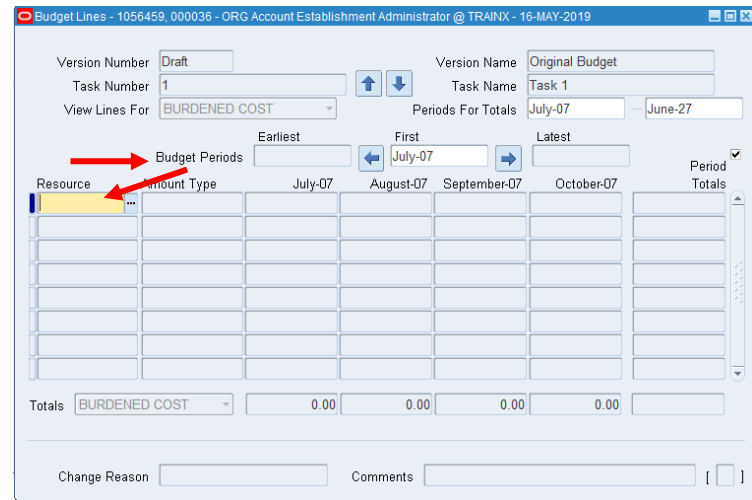 Budget Lines - 1056459, 000036 - ORG Account Establishment Administrator @ TRAINX - 16-MAY-2019
Version Number Draft Version Name Original Budget
Task Number 1 Task Name Task 1
View Lines For BURDENED COST Periods For Totals July-07 — June-27
Earliest First Latest
Budget Periods July-07
Period
Resource Amount Type July-07 August-07 September-07 October-07 Totals
...
Totals BURDENED COST 0.00 0.00 0.00 0.00
Change Reason Comments [ ]